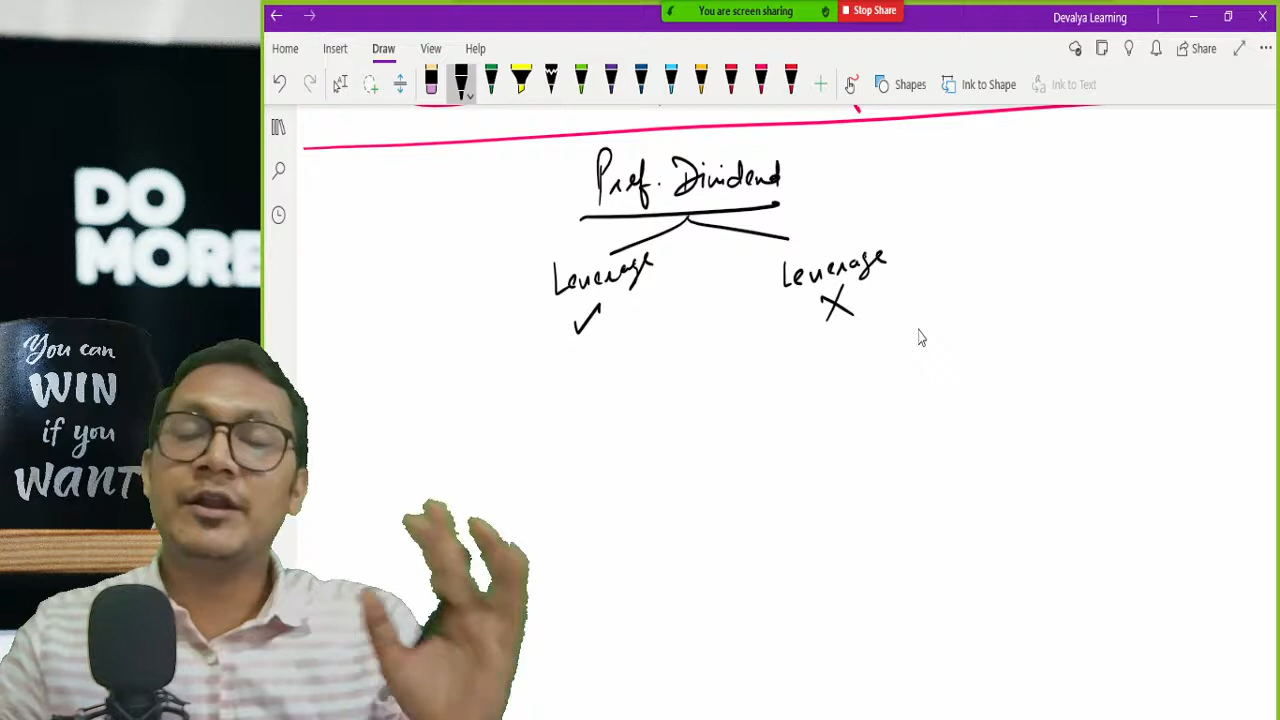 You are screen sharing
Stop Share
Devalya Learning
Home Insert Draw View Help
Share
Shapes
Ink to Shape
Ink to Text
Pref. Dividend
Leverage
✓
Leverage
X
DO
MORE
You can
WIN
if you
WANT